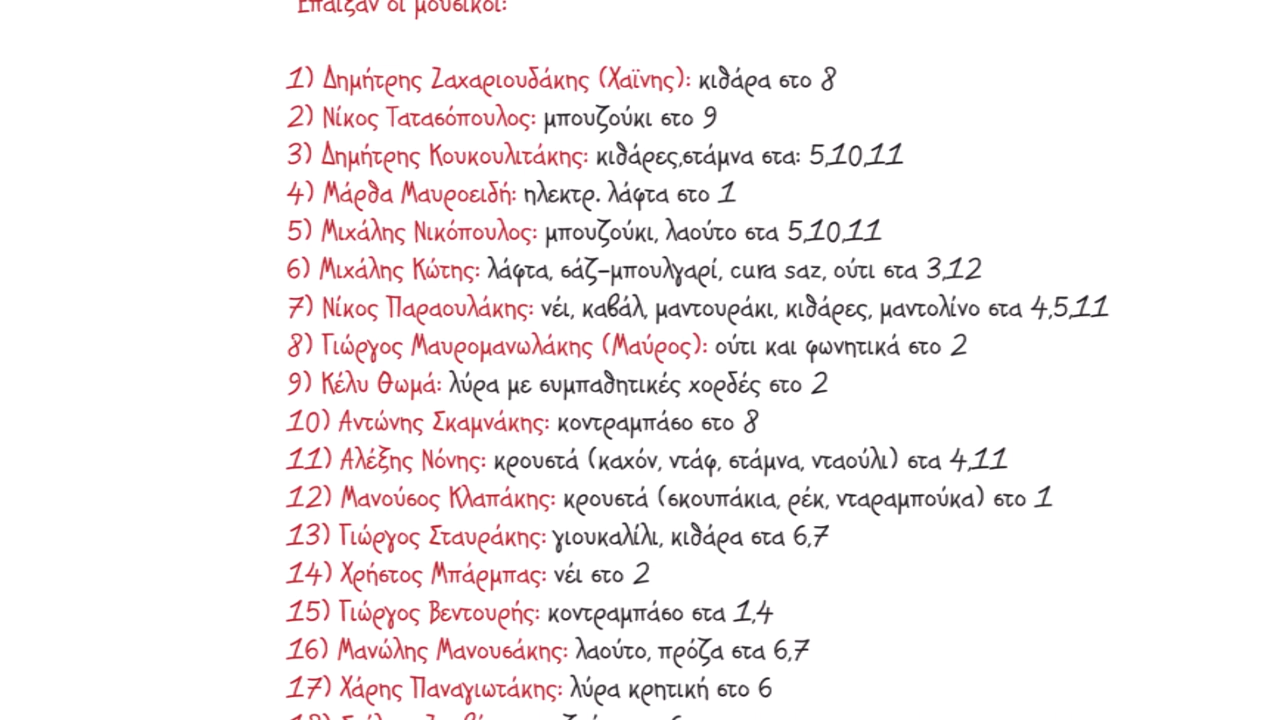 Έπαιξαν οι μουσικοί:
1) Δημήτρης Ζαχαριουδάκης (Χαΐνης): κιθάρα στο 8
2) Νίκος Τατασόπουλος: μπουζούκι στο 9
3) Δημήτρης Κουκουλιτάκης: κιθάρες,στάμνα στα: 5,10,11
4) Μάρθα Μαυροειδή: ηλεκτρ. λάφτα στο 1
5) Μιχάλης Νικόπουλος: μπουζούκι, λαούτο στα 5,10,11
6) Μιχάλης Κώτης: λάφτα, σάζ-μπουλγαρί, cura saz, ούτι στα 3,12
7) Νίκος Παραουλάκης: νέι, καβάλ, μαντουράκι, κιθάρες, μαντολίνο στα 4,5,11
8) Γιώργος Μαυρομανωλάκης (Μαύρος): ούτι και φωνητικά στο 2
9) Κέλυ Θωμά: λύρα με συμπαθητικές χορδές στο 2
10) Αντώνης Σκαμνάκης: κοντραμπάσο στο 8
11) Αλέξης Νόνης: κρουστά (καχόν, ντάφ, στάμνα, νταούλι) στα 4,11
12) Μανούσος Κλαπάκης: κρουστά (σκουπάκια, ρέκ, νταραμπούκα) στο 1
13) Γιώργος Σταυράκης: γιουκαλίλι, κιθάρα στα 6,7
14) Χρήστος Μπάρμπας: νέι στο 2
15) Γιώργος Βεντουρής: κοντραμπάσο στα 1,4
16) Μανώλης Μανουσάκης: λαούτο, πρόζα στα 6,7
17) Χάρης Παναγιωτάκης: λύρα κρητική στο 6